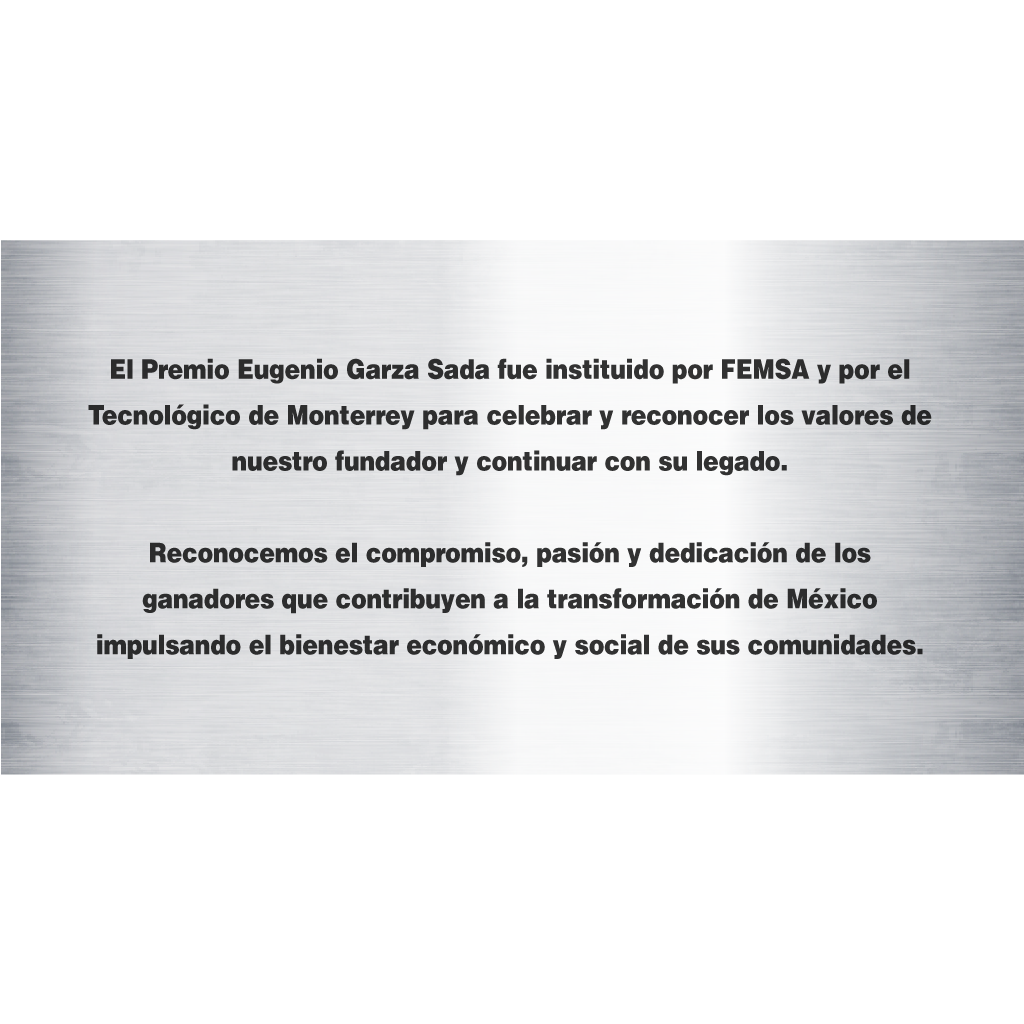 El Premio Eugenio Garza Sada fue instituido por FEMSA y por el
Tecnológico de Monterrey para celebrar y reconocer los valores de
nuestro fundador y continuar con su legado.
Reconocemos el compromiso, pasión y dedicación de los
ganadores que contribuyen a la transformación de México
impulsando el bienestar económico y social de sus comunidades.